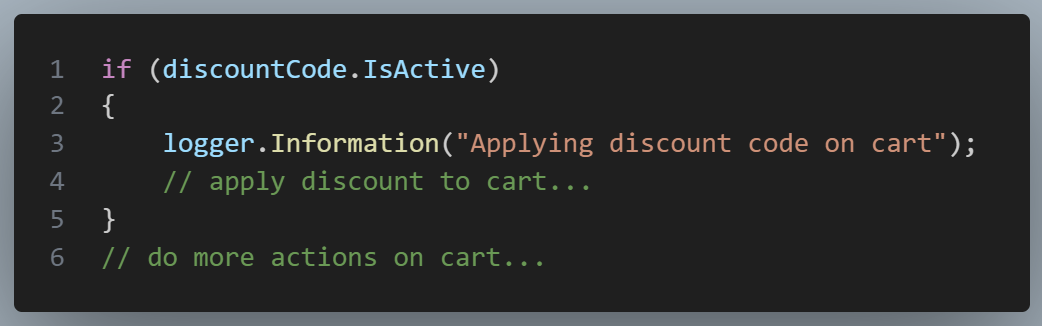 1 if (discountCode.IsActive)
2 {
3     logger.Information("Applying discount code on cart");
4     // apply discount to cart...
5 }
6 // do more actions on cart...